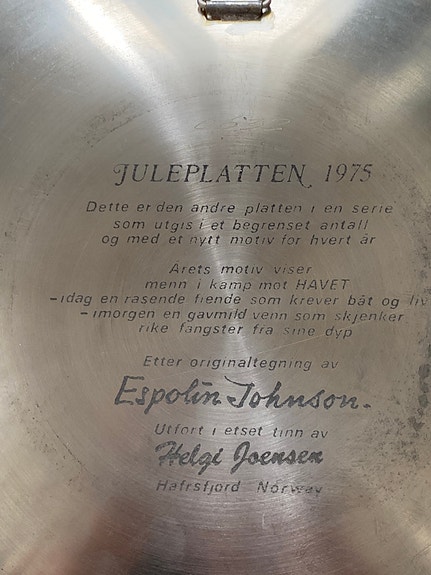 JULEPLATTEN 1975
Dette er den andre platten i en serie
som utgis i et begrenset antall
og med et nytt motiv for hvert år
Årets motiv viser
menn i kamp mot HAVET
-idag en rasende fiende som krever båt og liv
-imorgen en gavmild venn som skjenker
rike fangster fra sine dyp
Etter originaltegning av
Espolin Johnson.
Utført i etset tinn av
Helgi Joensen
Hafrsfjord Norway